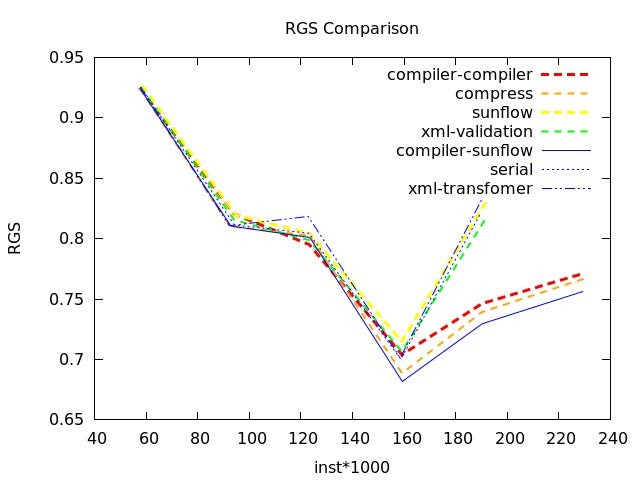 RGS Comparison
0.95
0.9
0.85
0.8
0.75
0.7
0.65
RGS
compiler-compiler
compress
sunflow
xml-validation
compiler-sunflow
serial
xml-transfomer
40 60 80 100 120 140 160 180 200 220 240
inst*1000